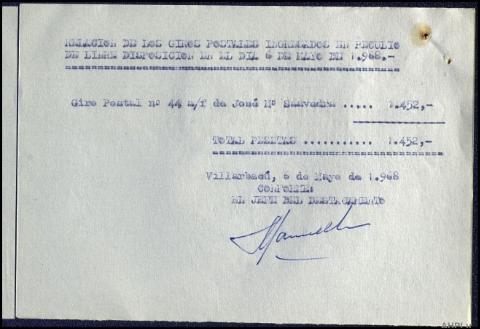 RELACION DE LOS GIROS POSTALES INGRESADOS EN PECULIO
DE LIBRE DISPOSICION EN EL DIA 6 DE MAYO DE 1.968.-
Giro Postal nº 44 a/f de José Mª Saavedra ..... 1.452,-
TOTAL PESETAS ........... 1.452,-
Villarbacú, 6 de Mayo de 1.968
CONFORME:
EL JEFE DEL DESTACAMENTO